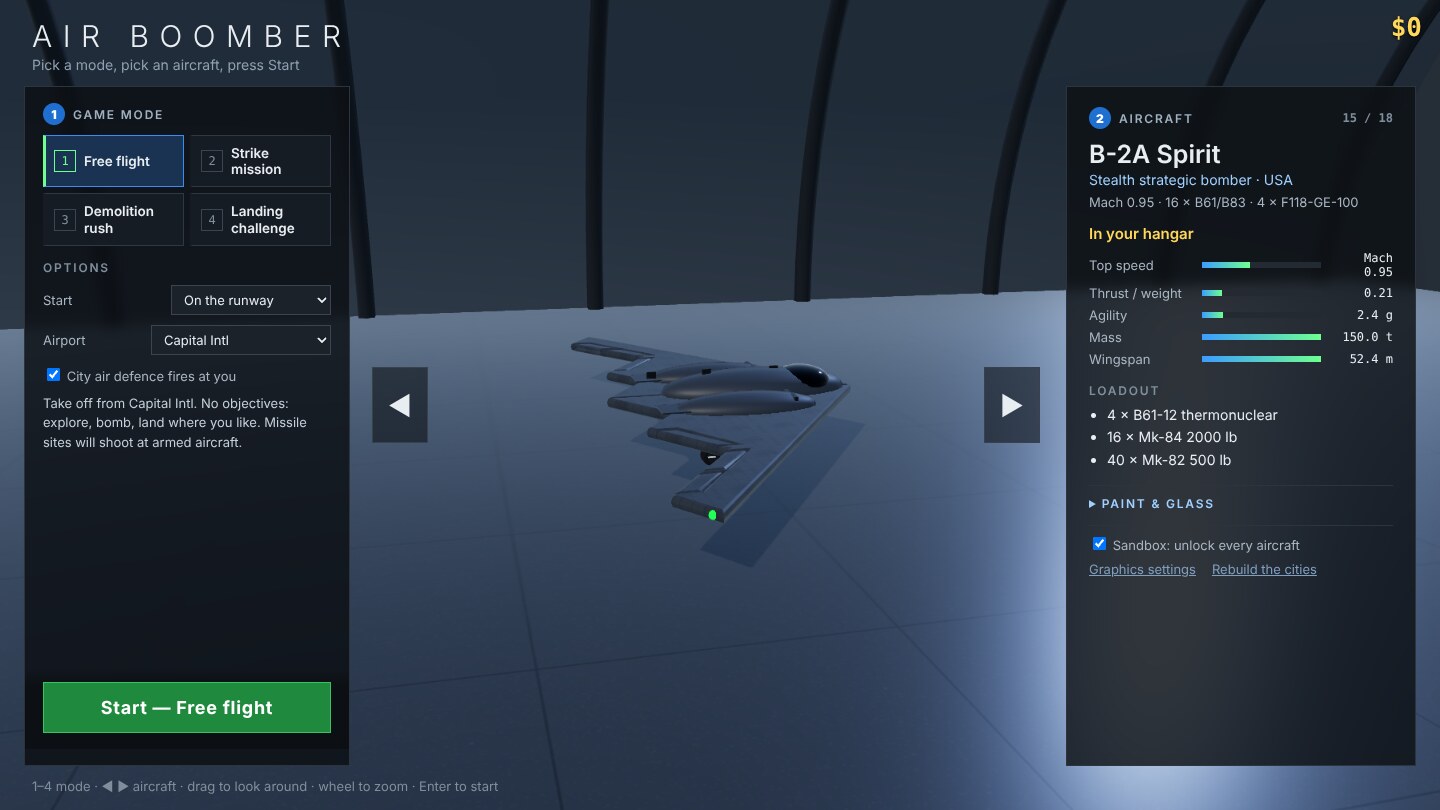 AIR BOOMBER
Pick a mode, pick an aircraft, press Start
$0
1 GAME MODE
1 Free flight
2 Strike mission
3 Demolition rush
4 Landing challenge
OPTIONS
Start On the runway
Airport Capital Intl
City air defence fires at you
Take off from Capital Intl. No objectives:
explore, bomb, land where you like. Missile
sites will shoot at armed aircraft.
Start — Free flight
1–4 mode · ◀ ▶ aircraft · drag to look around · wheel to zoom · Enter to start
2 AIRCRAFT 15 / 18
B-2A Spirit
Stealth strategic bomber · USA
Mach 0.95 · 16 × B61/B83 · 4 × F118-GE-100
In your hangar
Top speed Mach 0.95
Thrust / weight 0.21
Agility 2.4 g
Mass 150.0 t
Wingspan 52.4 m
LOADOUT
• 4 × B61-12 thermonuclear
• 16 × Mk-84 2000 lb
• 40 × Mk-82 500 lb
▶ PAINT & GLASS
Sandbox: unlock every aircraft
Graphics settings Rebuild the cities